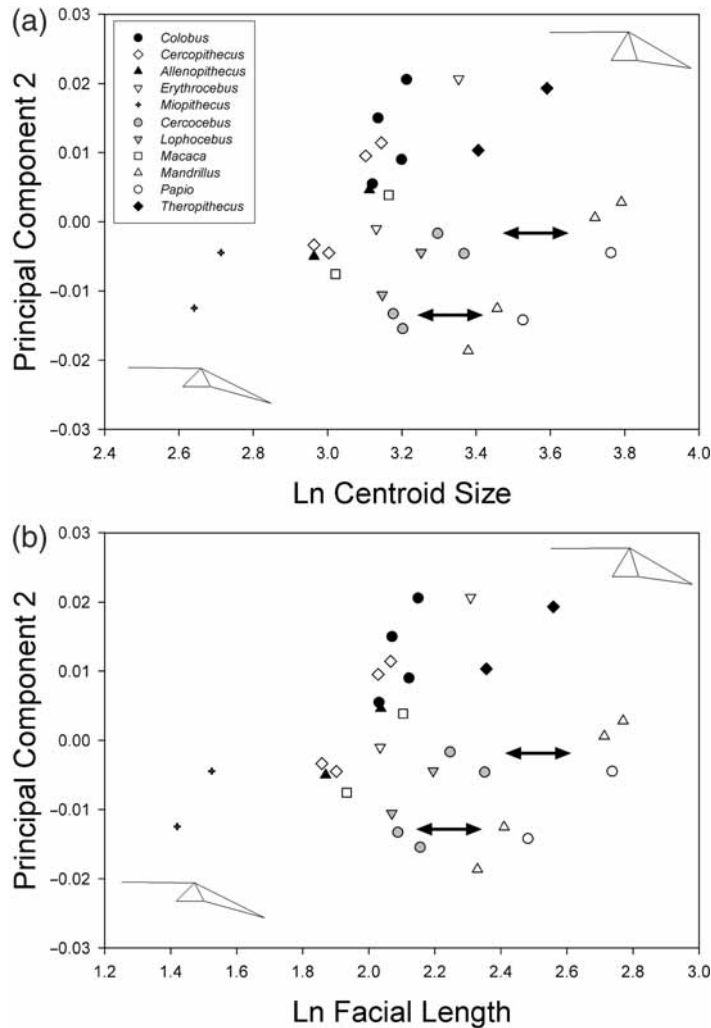 (a)
Colobus
Cercopithecus
Allenopithecus
Erythrocebus
Miopithecus
Cercocebus
Lophocebus
Macaca
Mandrillus
Papio
Theropithecus
Principal Component 2
0.03
0.02
0.01
0.00
−0.01
−0.02
−0.03
2.4 2.6 2.8 3.0 3.2 3.4 3.6 3.8 4.0
Ln Centroid Size
(b)
Principal Component 2
0.03
0.02
0.01
0.00
−0.01
−0.02
−0.03
1.2 1.4 1.6 1.8 2.0 2.2 2.4 2.6 2.8 3.0
Ln Facial Length